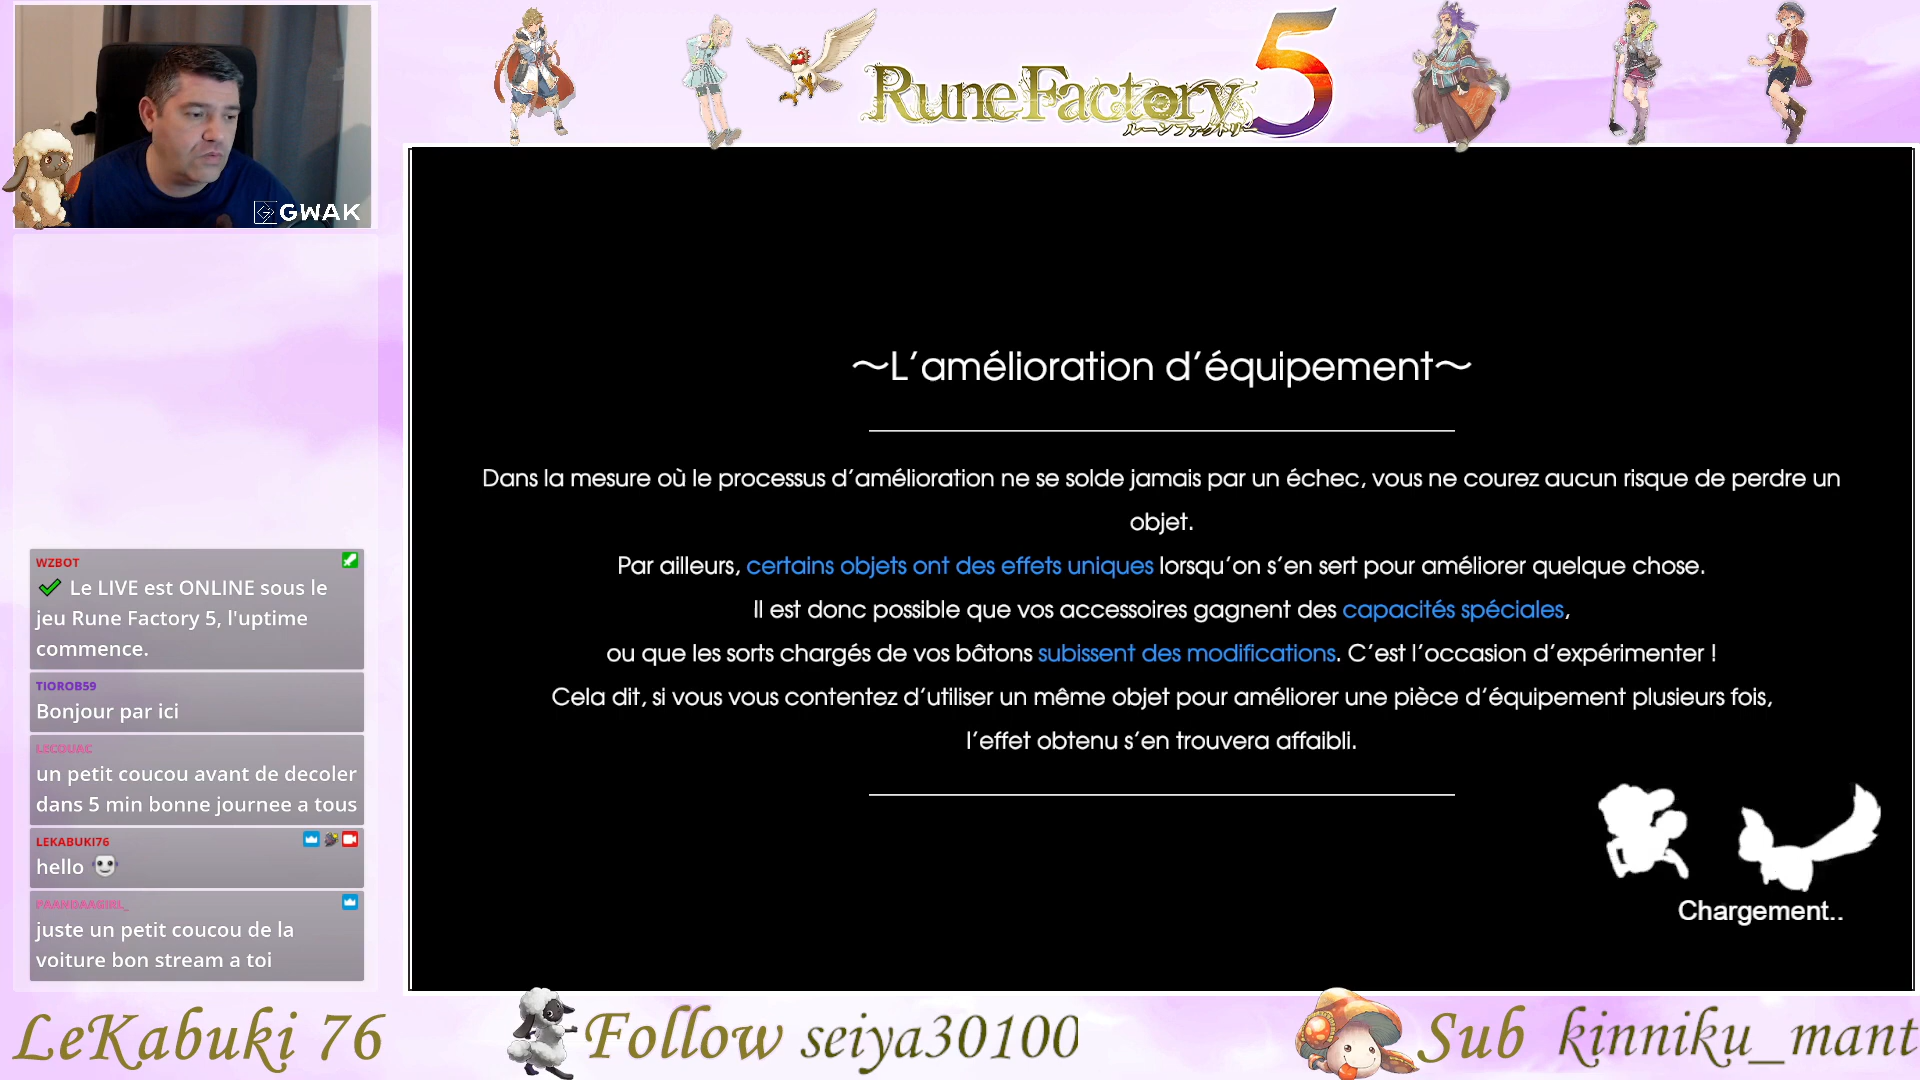 GWAK
RuneFactory 5
ルーンファクトリー
～L'amélioration d'équipement～
Dans la mesure où le processus d'amélioration ne se solde jamais par un échec, vous ne courez aucun risque de perdre un
objet.
Par ailleurs, certains objets ont des effets uniques lorsqu'on s'en sert pour améliorer quelque chose.
Il est donc possible que vos accessoires gagnent des capacités spéciales,
ou que les sorts chargés de vos bâtons subissent des modifications. C'est l'occasion d'expérimenter !
Cela dit, si vous vous contentez d'utiliser un même objet pour améliorer une pièce d'équipement plusieurs fois,
l'effet obtenu s'en trouvera affaibli.
Chargement..
WZBOT
Le LIVE est ONLINE sous le
jeu Rune Factory 5, l'uptime
commence.
TIOROB59
Bonjour par ici
LECOUAC
un petit coucou avant de decoler
dans 5 min bonne journee a tous
LEKABUKI76
hello
PAANDAAGIRL_
juste un petit coucou de la
voiture bon stream a toi
LeKabuki 76
Follow seiya30100
Sub kinniku_mant